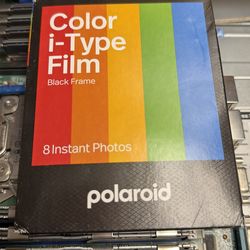 Color
i-Type
Film
Black Frame
8 Instant Photos
polaroid